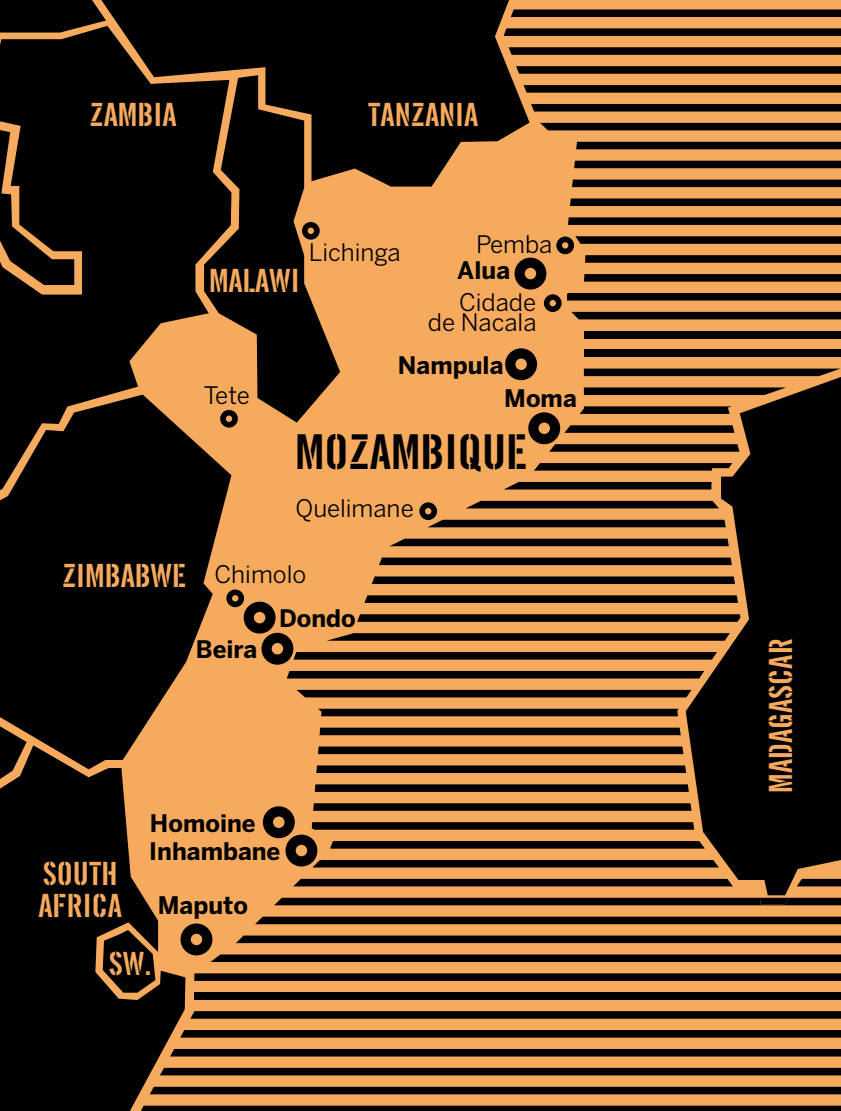 ZAMBIA
TANZANIA
Lichinga
Pemba
MALAWI
Alua
Cidade
de Nacala
Nampula
Tete
Moma
MOZAMBIQUE
Quelimane
ZIMBABWE
Chimolo
Dondo
Beira
MADAGASCAR
Homoine
Inhambane
SOUTH
AFRICA
Maputo
SW.